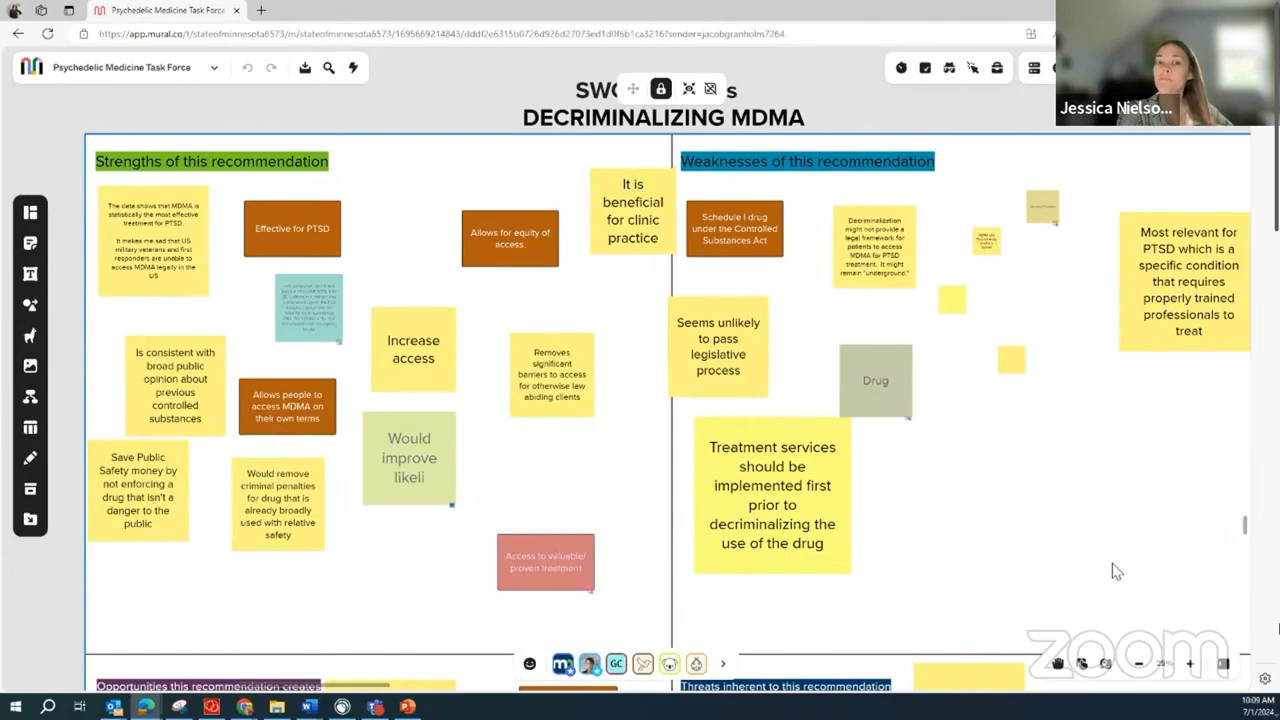 Psychedelic Medicine Task Force
https://app.mural.co/t/stateofminnesota6573/m/stateofminnesota6573/1695669214843/dddf2e6315b0726d926d27073ed1d0f6b1ca3216?sender=jacobgranholm7264
Psychedelic Medicine Task Force
Jessica Nielso...
DECRIMINALIZING MDMA
Strengths of this recommendation
The data shows that MDMA is
statistically the most effective
treatment for PTSD
It makes me sad that US
military veterans and first
responders are unable to
access MDMA legally in the
US
Effective for PTSD
Allows for equity of
access.
It is
beneficial
for clinic
practice
Increase
access
Removes
significant
barriers to access
for otherwise law
abiding clients
Is consistent with
broad public
opinion about
previous
controlled
substances
Allows people to
access MDMA on
their own terms
Would
improve
likeli
Save Public
Safety money by
not enforcing a
drug that isn't a
danger to the
public
Would remove
criminal penalties
for drug that is
already broadly
used with relative
safety
Access to valuable/
proven treatment
Weaknesses of this recommendation
Schedule I drug
under the Controlled
Substances Act
Decriminalization
might not provide a
legal framework for
patients to access
MDMA for PTSD
treatment. It might
remain "underground."
Most relevant for
PTSD which is a
specific condition
that requires
properly trained
professionals to
treat
Seems unlikely
to pass
legislative
process
Drug
Treatment services
should be
implemented first
prior to
decriminalizing the
use of the drug
GC
zoom
Opportunities this recommendation creates
Threats inherent to this recommendation
10:09 AM
7/1/2024